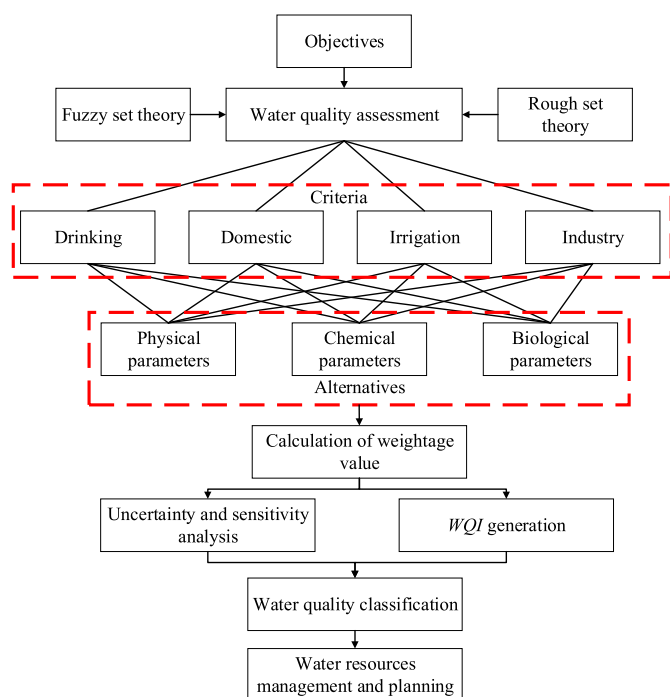 Objectives
Fuzzy set theory
Water quality assessment
Rough set
theory
Criteria
Drinking
Domestic
Irrigation
Industry
Physical
parameters
Chemical
parameters
Biological
parameters
Alternatives
Calculation of weightage
value
Uncertainty and sensitivity
analysis
WQI generation
Water quality classification
Water resources
management and planning